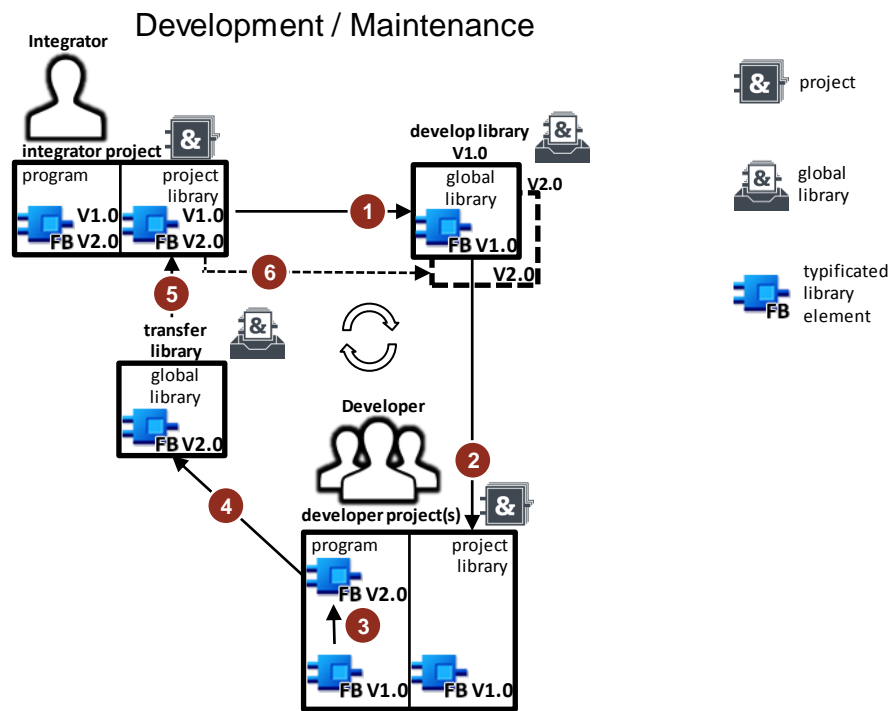 Development / Maintenance
Integrator
integrator project
&
program
project
library
V1.0
FB V2.0
V1.0
FB V2.0
1
develop library
V1.0
&
global
library
FB V1.0
V2.0
V2.0
6
5
transfer
library
&
global
library
FB V2.0
4
Developer
2
developer project(s)
&
program
project
library
FB V2.0
3
FB V1.0
FB V1.0
&
project
&
global
library
FB
typificated
library
element